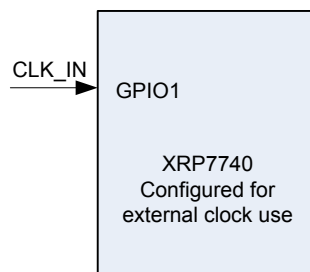 CLK_IN
GPIO1
XRP7740
Configured for
external clock use